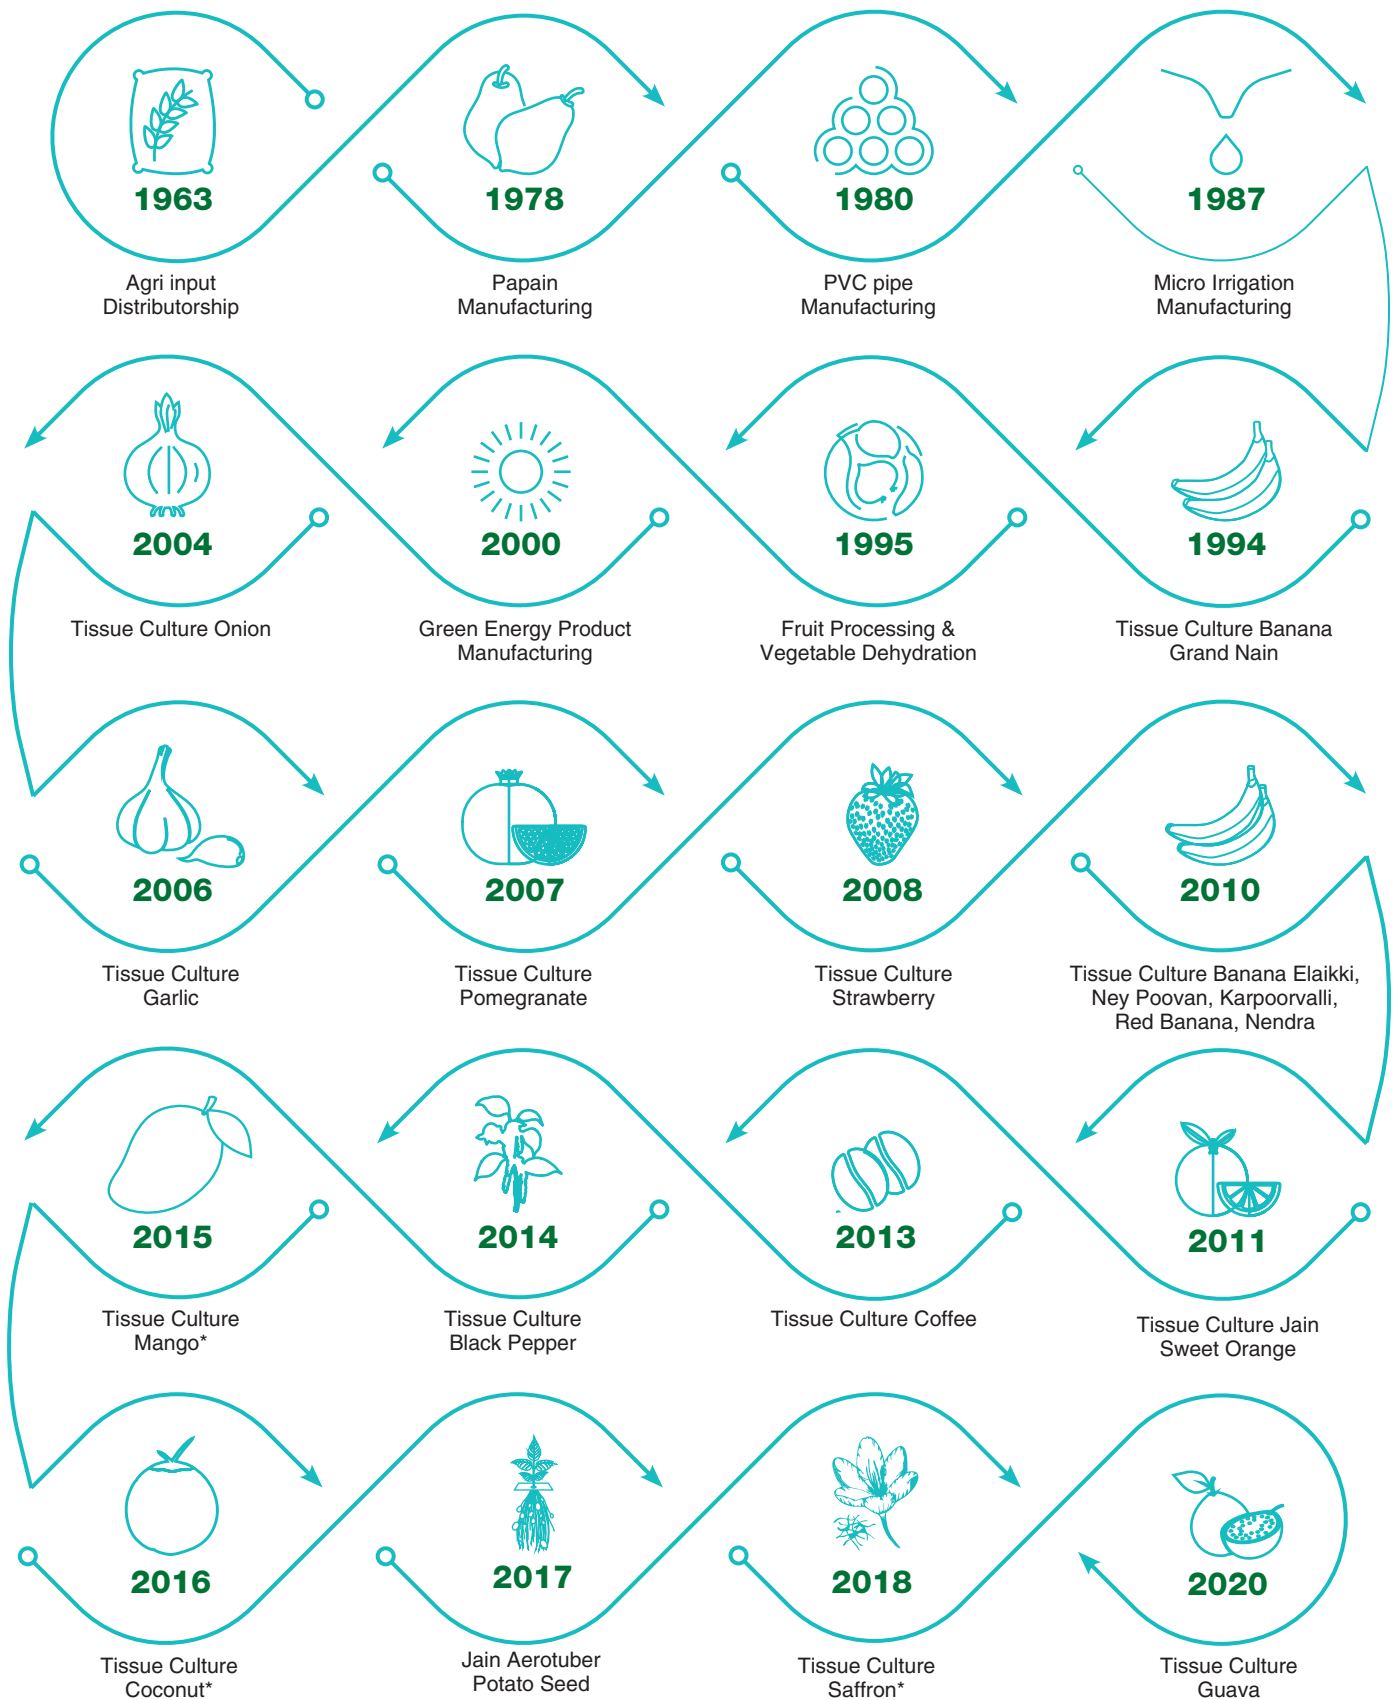 1963
Agri input
Distributorship
1978
Papain
Manufacturing
1980
PVC pipe
Manufacturing
1987
Micro Irrigation
Manufacturing
2004
Tissue Culture Onion
2000
Green Energy Product
Manufacturing
1995
Fruit Processing &
Vegetable Dehydration
1994
Tissue Culture Banana
Grand Nain
2006
Tissue Culture
Garlic
2007
Tissue Culture
Pomegranate
2008
Tissue Culture
Strawberry
2010
Tissue Culture Banana Elaikki,
Ney Poovan, Karpoorvalli,
Red Banana, Nendra
2015
Tissue Culture
Mango*
2014
Tissue Culture
Black Pepper
2013
Tissue Culture Coffee
2011
Tissue Culture Jain
Sweet Orange
2016
Tissue Culture
Coconut*
2017
Jain Aerotuber
Potato Seed
2018
Tissue Culture
Saffron*
2020
Tissue Culture
Guava